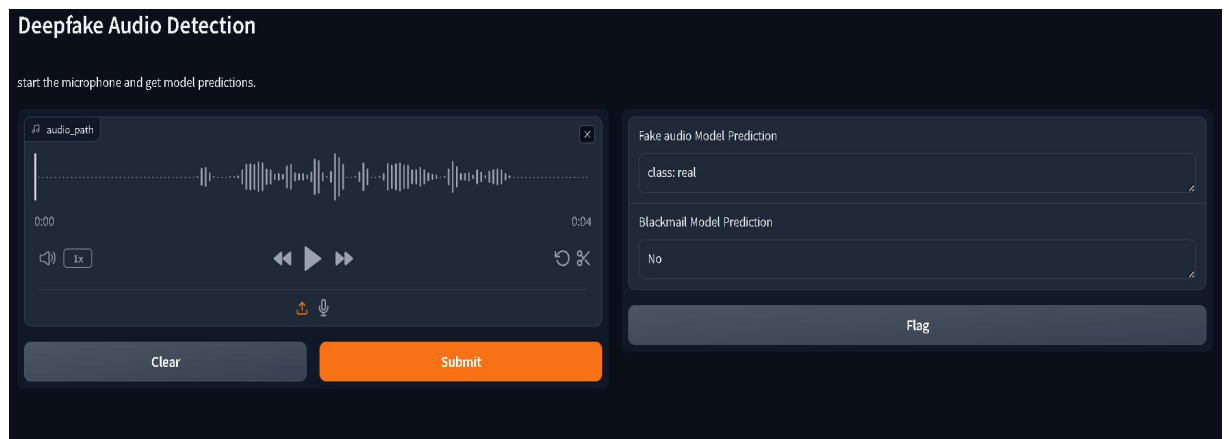 Deepfake Audio Detection
start the microphone and get model predictions.
audio_path
0:00
0:04
1x
Clear
Submit
Fake audio Model Prediction
class: real
Blackmail Model Prediction
No
Flag